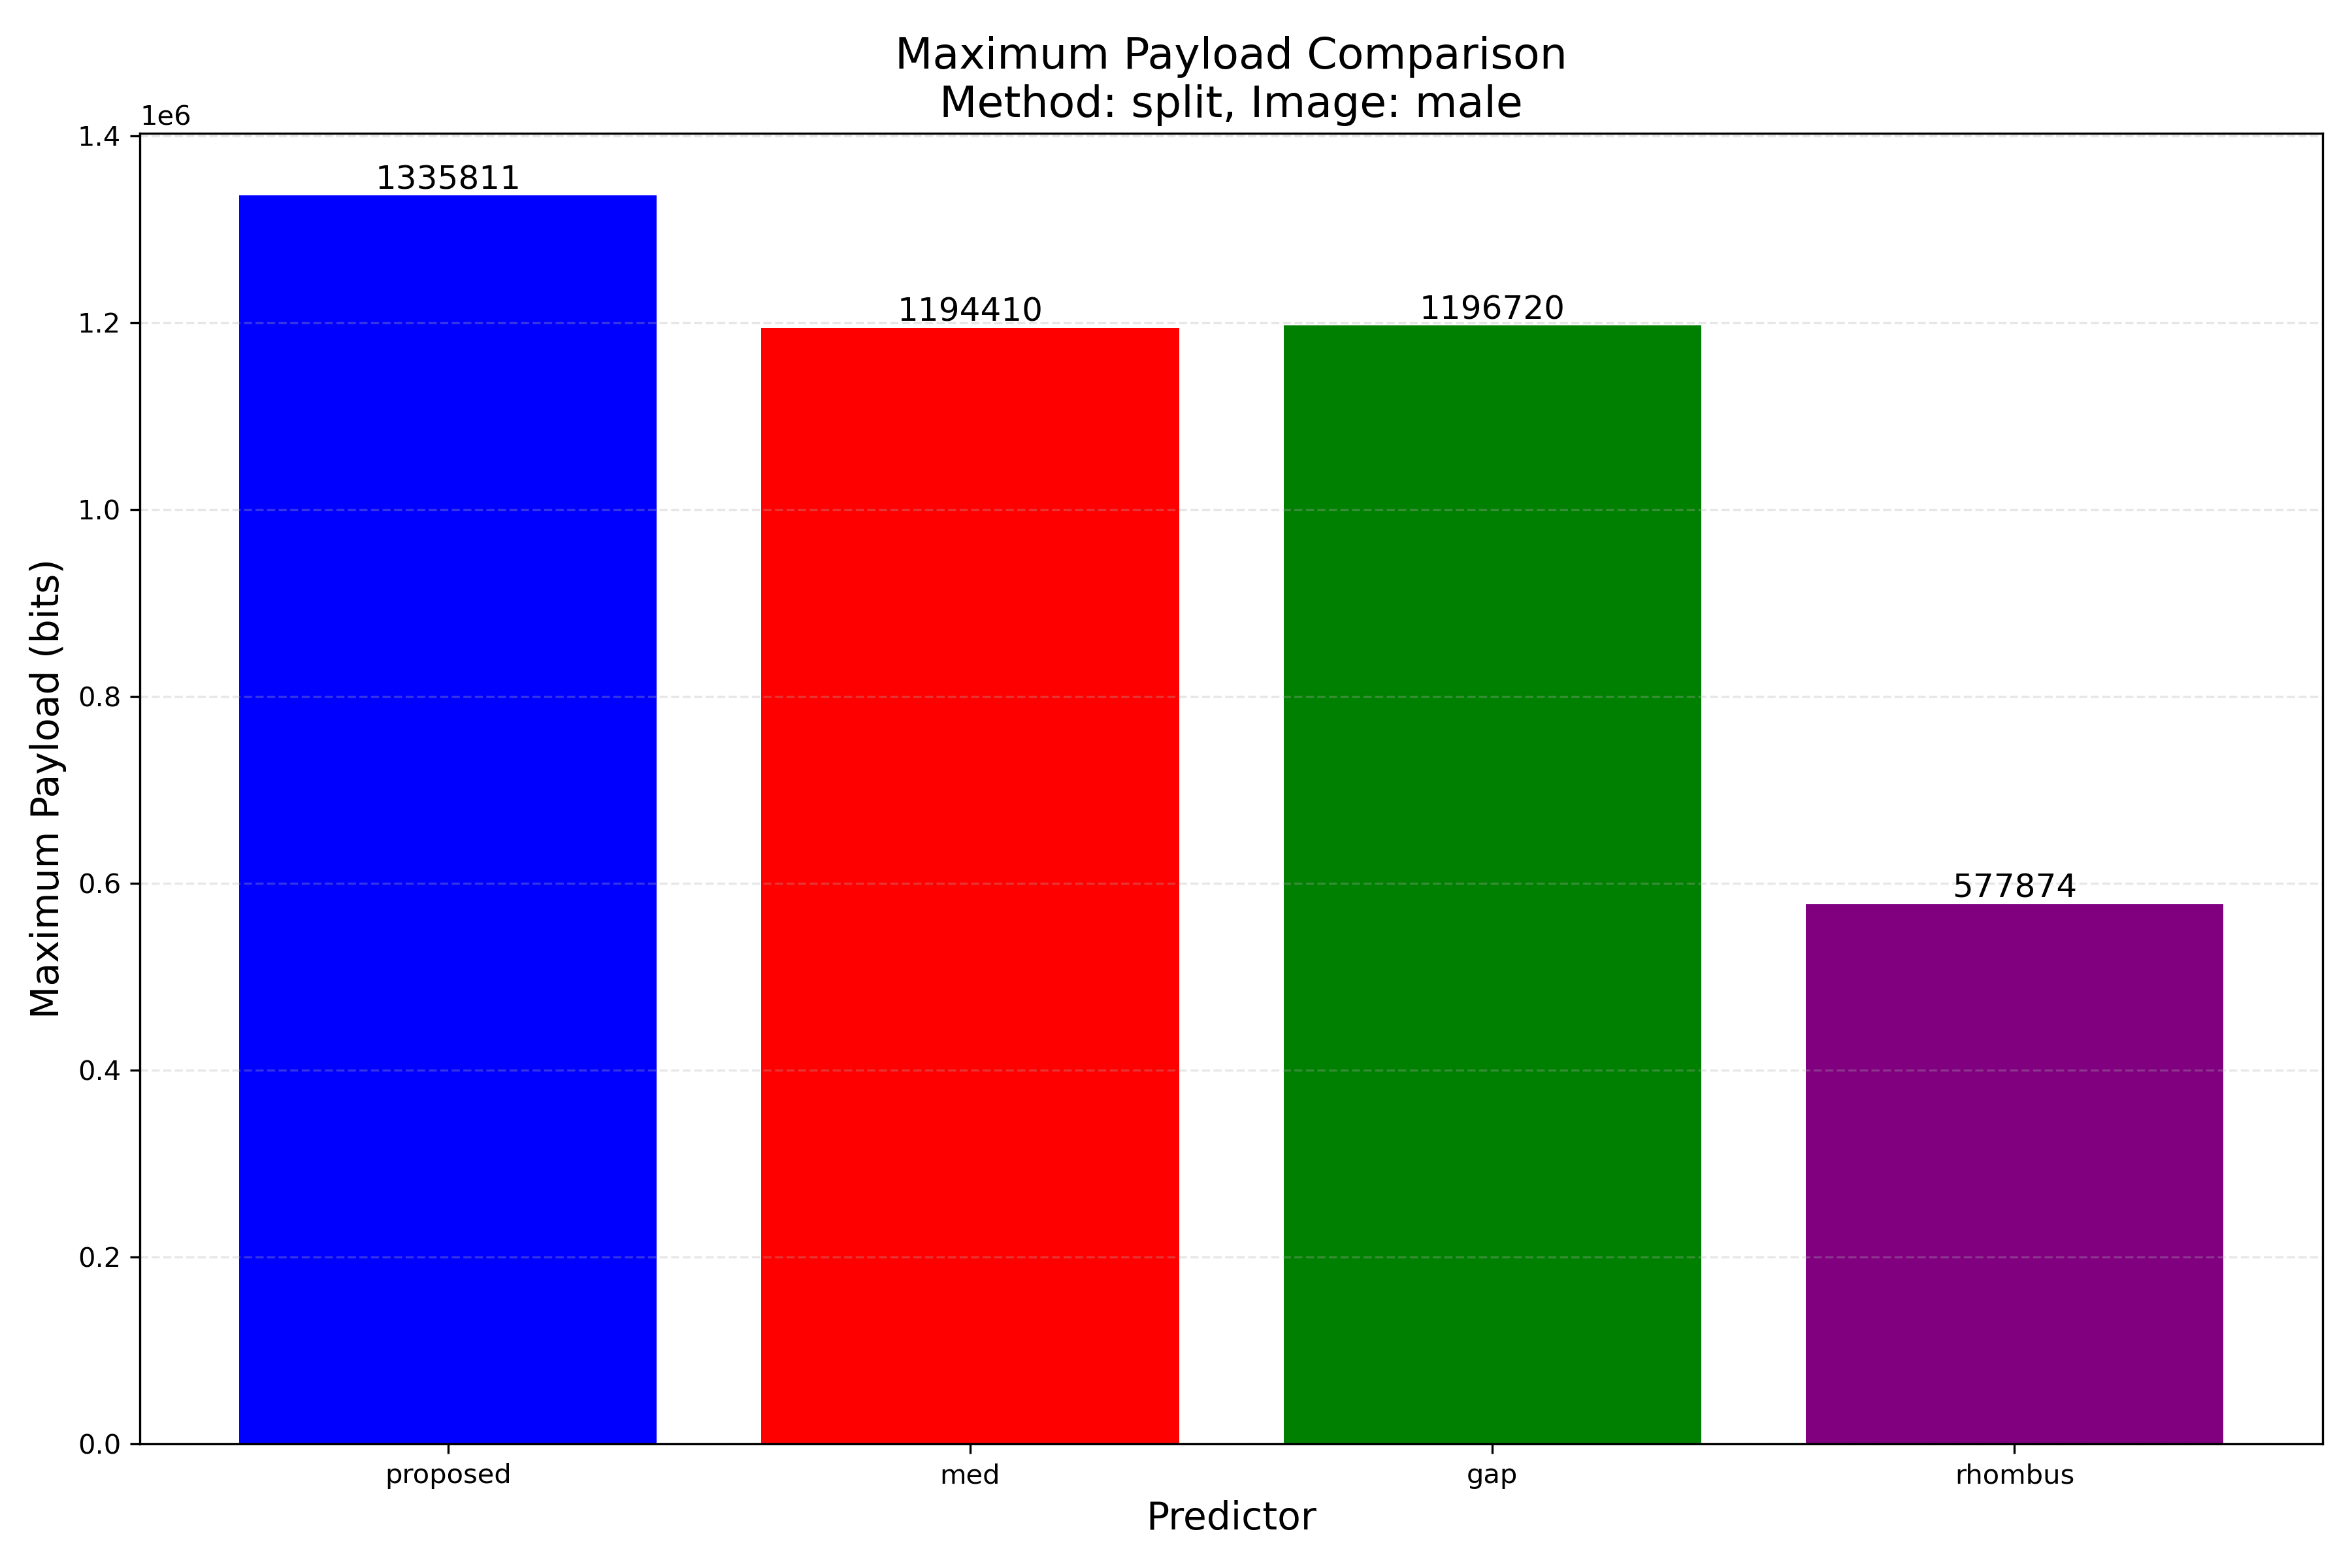 Maximum Payload Comparison
Method: split, Image: male
1e6
1.4
1.2
1.0
0.8
0.6
0.4
0.2
0.0
Maximum Payload (bits)
1335811
1194410
1196720
577874
proposed
med
gap
rhombus
Predictor